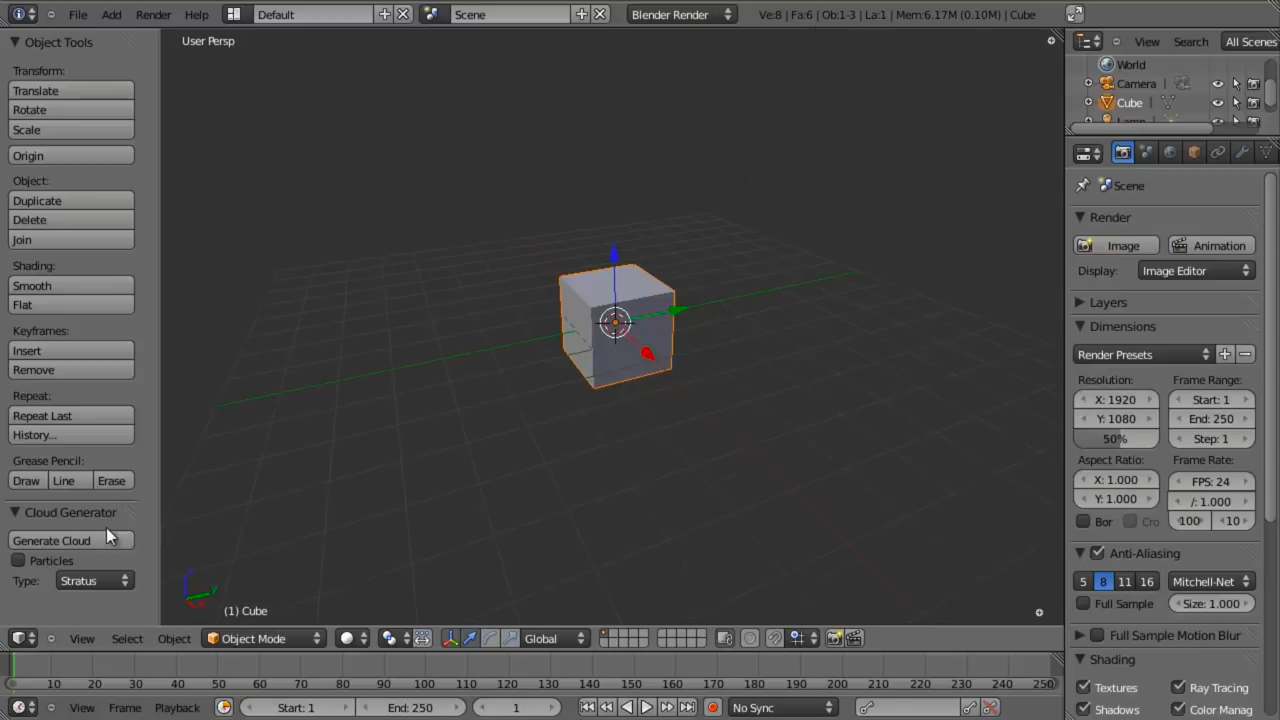 File Add Render Help Default Scene Blender Render Ve:8 | Fa:6 | Ob:1-3 | La:1 | Mem:6.17M (0.10M) | Cube
Object Tools
Transform:
Translate
Rotate
Scale
Origin
Object:
Duplicate
Delete
Join
Shading:
Smooth
Flat
Keyframes:
Insert
Remove
Repeat:
Repeat Last
History...
Grease Pencil:
Draw Line Erase
Cloud Generator
Generate Cloud
Particles
Type: Stratus
User Persp
x y z
(1) Cube
View Select Object Object Mode Global
10 20 30 40 50 60 70 80 90 100 110 120 130 140 150 160 170 180 190 200 210 220 230 240 250
View Frame Playback Start: 1 End: 250 1 No Sync
View Search All Scenes
World
Camera
Cube
Lamp
Scene
Render
Image Animation
Display: Image Editor
Layers
Dimensions
Render Presets
Resolution: Frame Range:
X: 1920 Start: 1
Y: 1080 End: 250
50% Step: 1
Aspect Ratio: Frame Rate:
X: 1.000 FPS: 24
Y: 1.000 /: 1.000
Bor Cro 100 10
Anti-Aliasing
5 8 11 16 Mitchell-Net
Full Sample Size: 1.000
Full Sample Motion Blur
Shading
Textures Ray Tracing
Shadows Color Manag